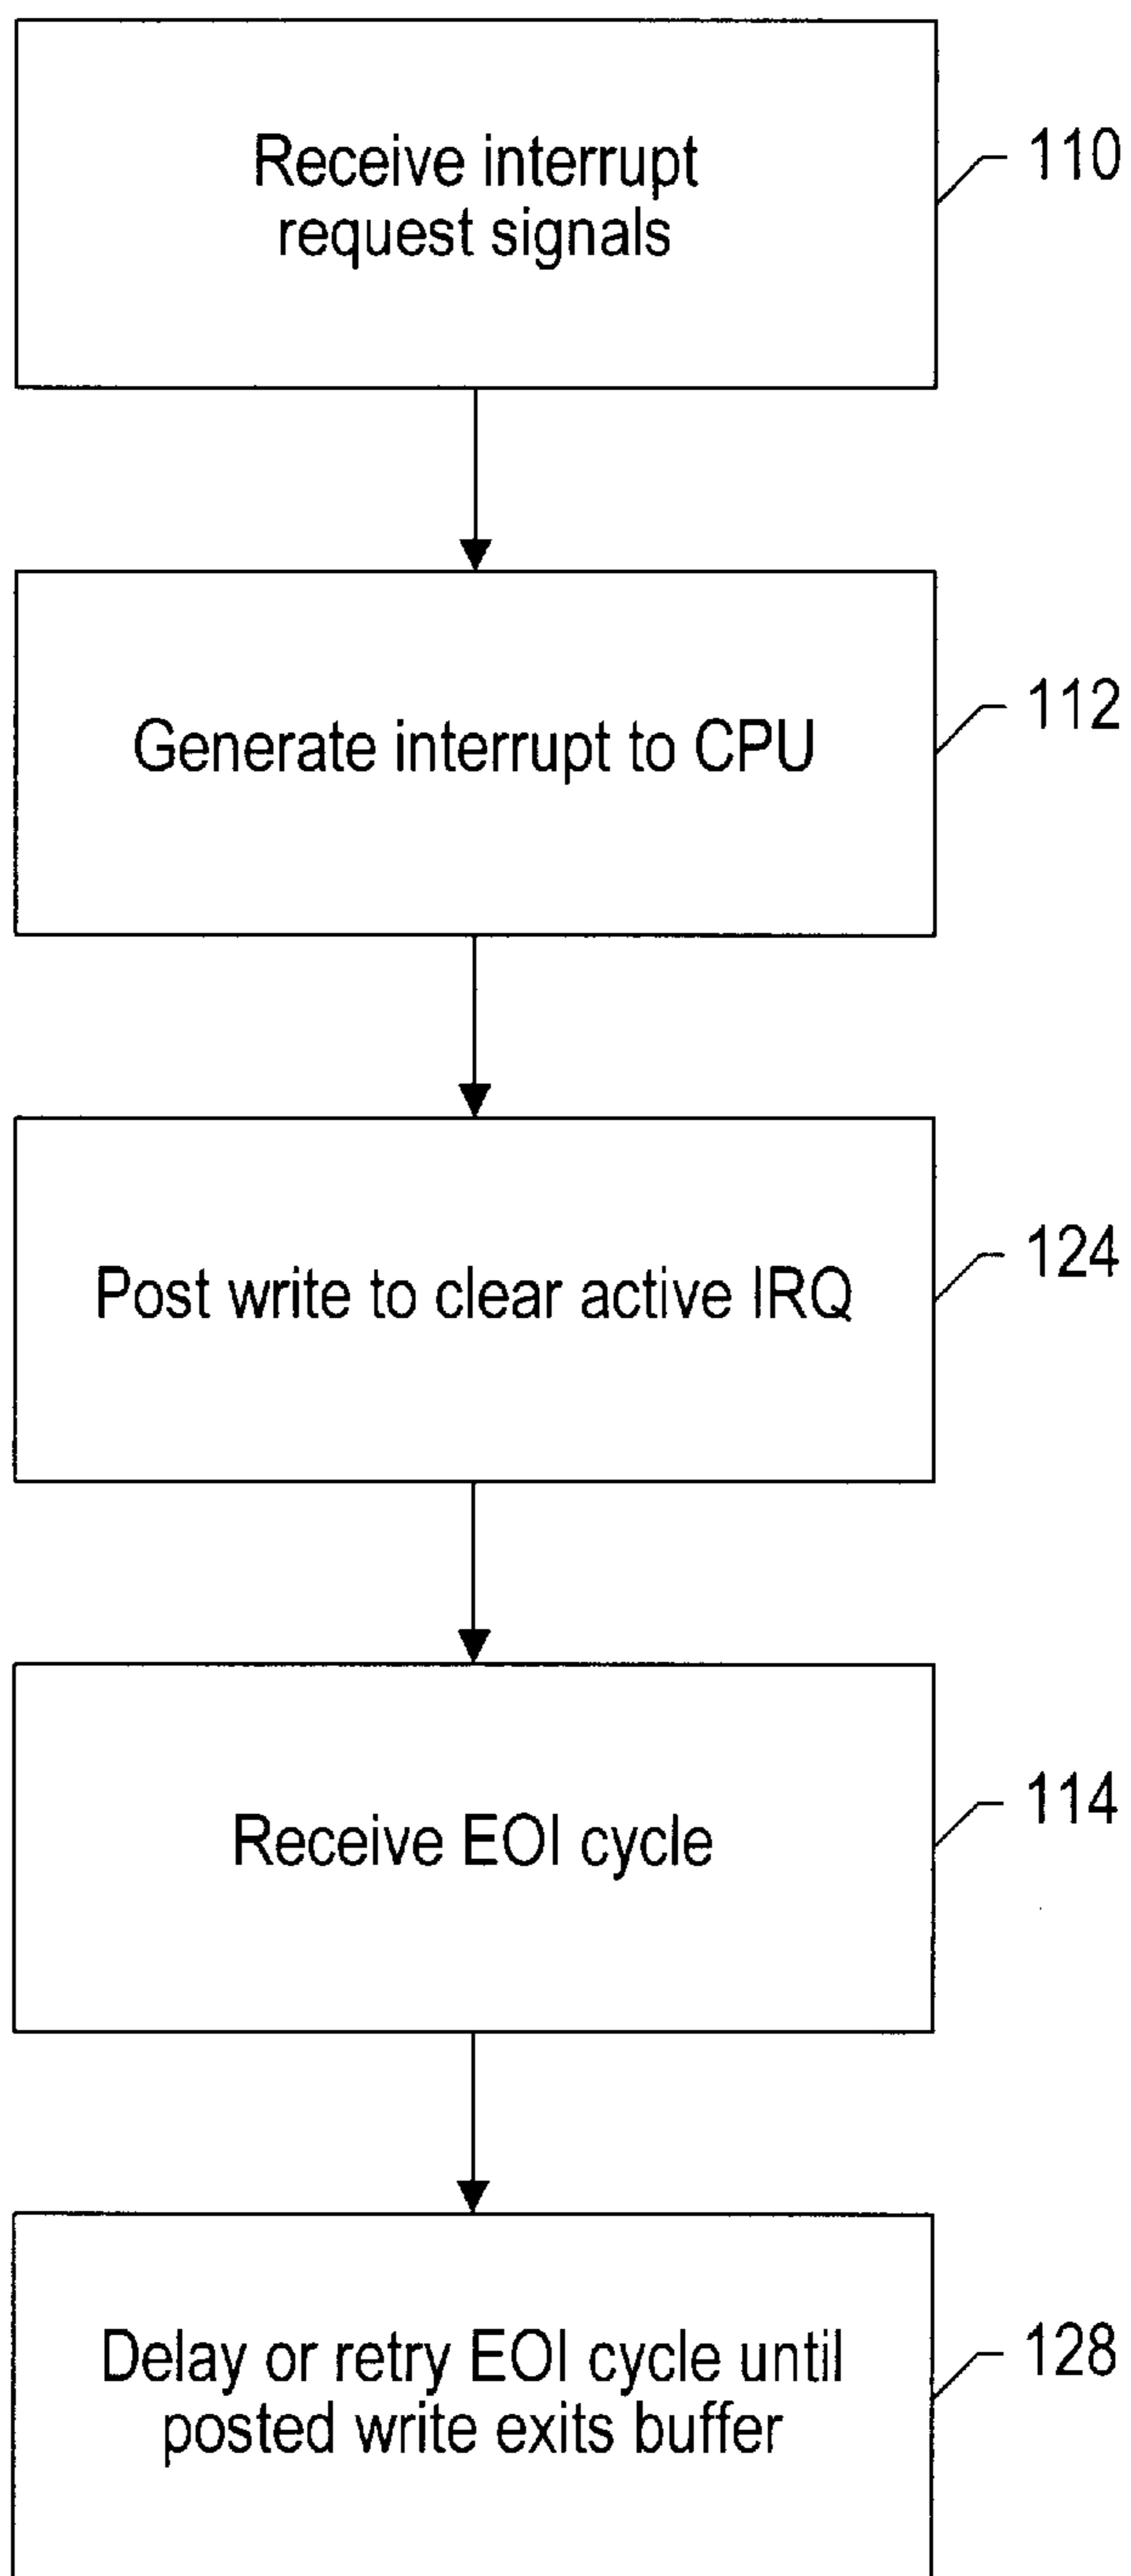 Receive interrupt
request signals
110
Generate interrupt to CPU
112
Post write to clear active IRQ
124
Receive EOI cycle
114
Delay or retry EOI cycle until
posted write exits buffer
128